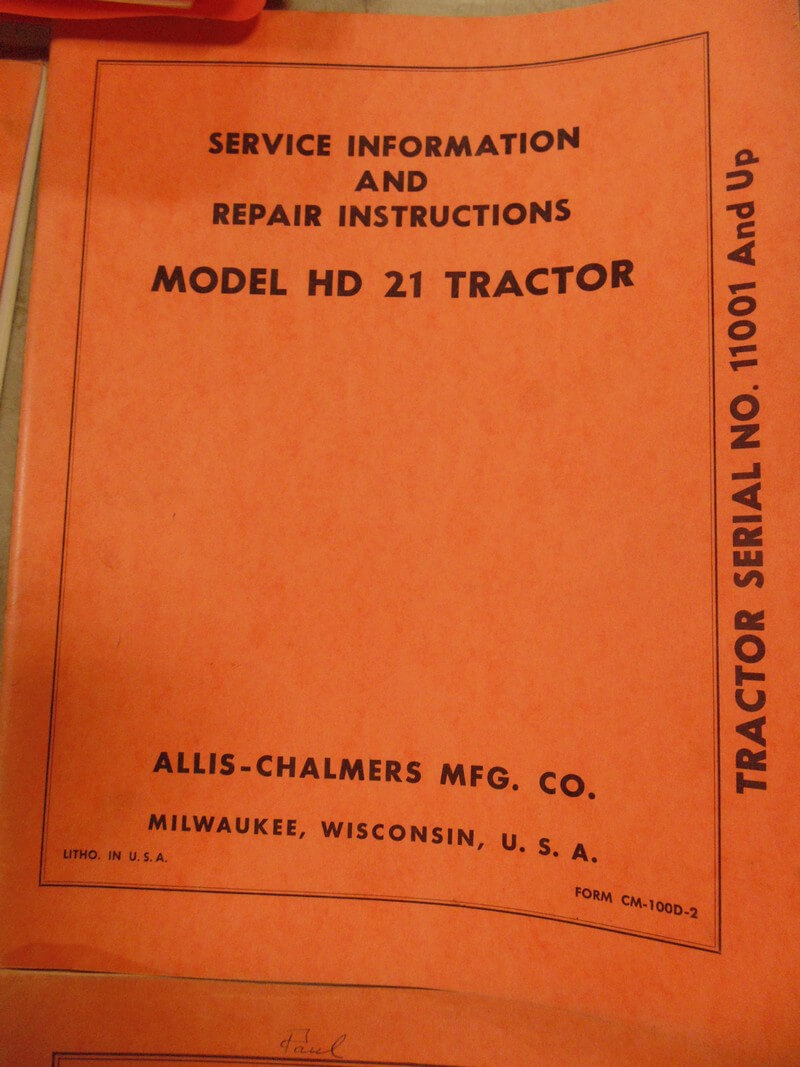 SERVICE INFORMATION
AND
REPAIR INSTRUCTIONS
MODEL HD 21 TRACTOR
ALLIS-CHALMERS MFG. CO.
MILWAUKEE, WISCONSIN, U. S. A.
LITHO. IN U.S.A.
FORM CM-100D-2
TRACTOR SERIAL NO. 11001 And Up
Paul